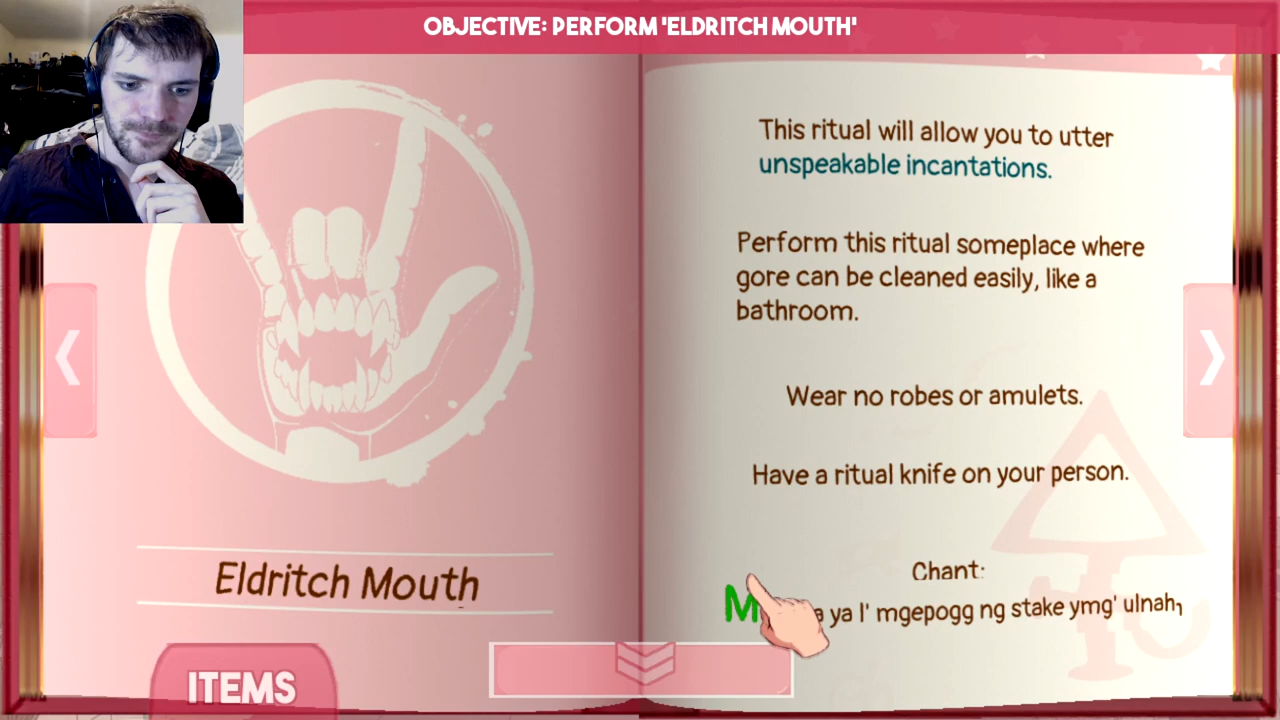 OBJECTIVE: PERFORM 'ELDRITCH MOUTH'
This ritual will allow you to utter
unspeakable incantations.
Perform this ritual someplace where
gore can be cleaned easily, like a
bathroom.
Wear no robes or amulets.
Have a ritual knife on your person.
Chant:
ya l' mgepogg ng stake ymg' ulnah,
Eldritch Mouth
ITEMS